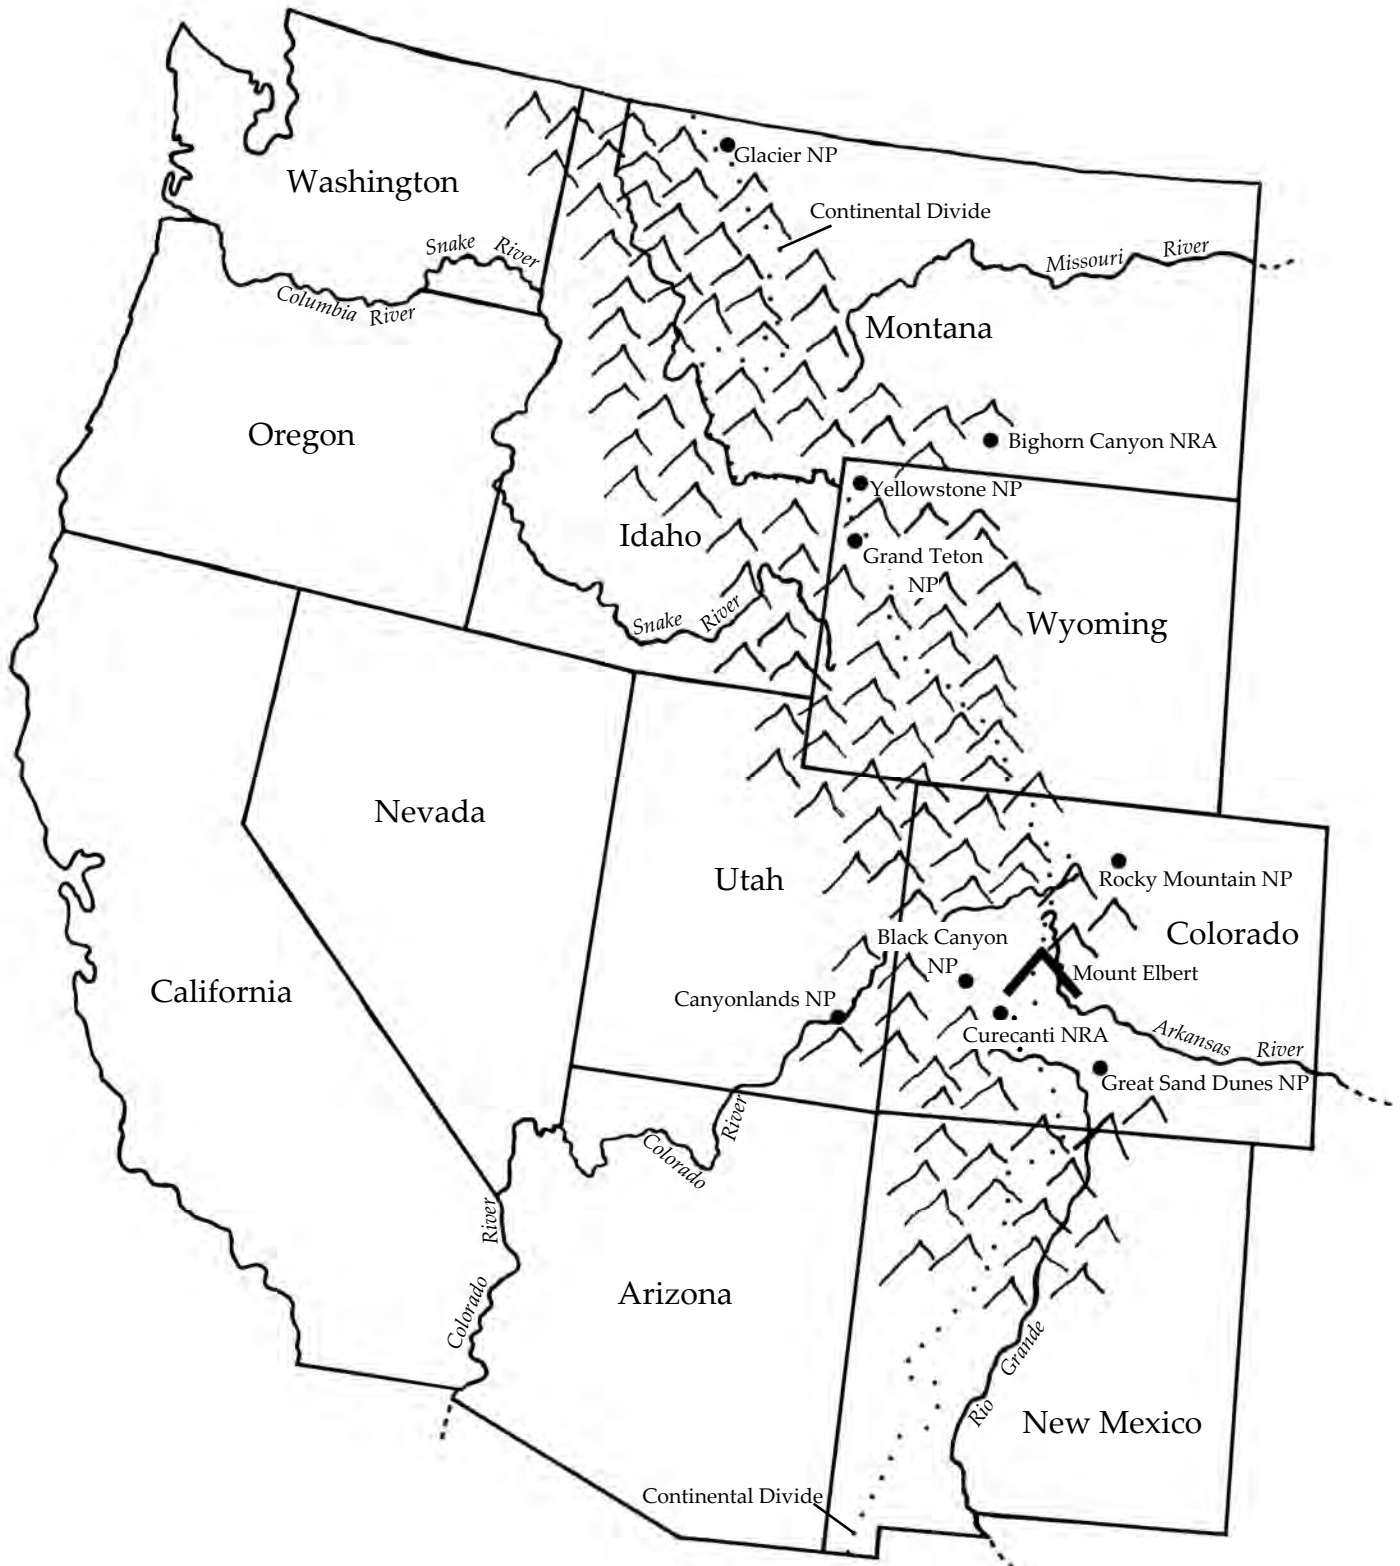 Glacier NP
Washington
Continental Divide
Snake River
Missouri River
Columbia River
Montana
Oregon
Bighorn Canyon NRA
Yellowstone NP
Idaho
Grand Teton
NP
Snake River
Wyoming
Nevada
Utah
Rocky Mountain NP
Colorado
Black Canyon
NP
Mount Elbert
California
Canyonlands NP
Curecanti NRA
Arkansas River
Great Sand Dunes NP
Colorado River
Colorado River
Arizona
Rio Grande
New Mexico
Continental Divide